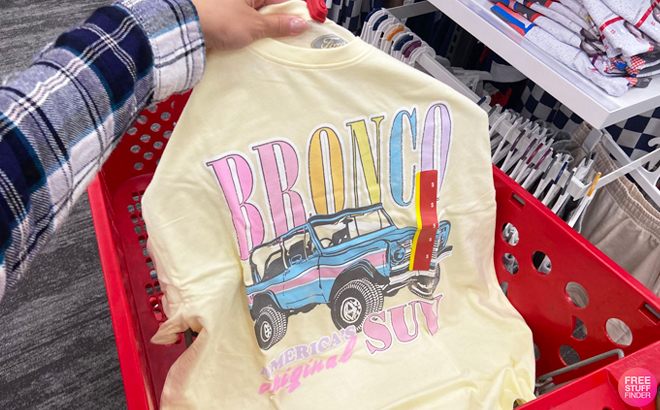 BRONCO
S
S
S
S
AMERICA'S
original
SUV
FREE
STUFF
FINDER